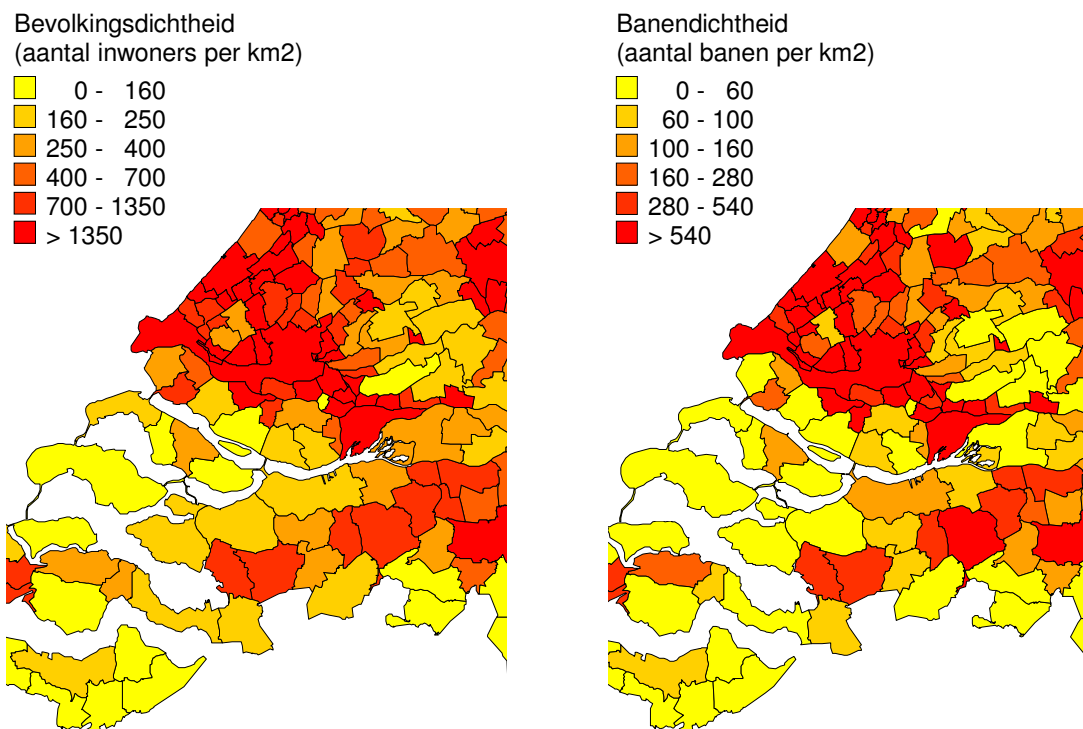 Bevolkingsdichtheid
(aantal inwoners per km2)
0 - 160
160 - 250
250 - 400
400 - 700
700 - 1350
> 1350
Banendichtheid
(aantal banen per km2)
0 - 60
60 - 100
100 - 160
160 - 280
280 - 540
> 540